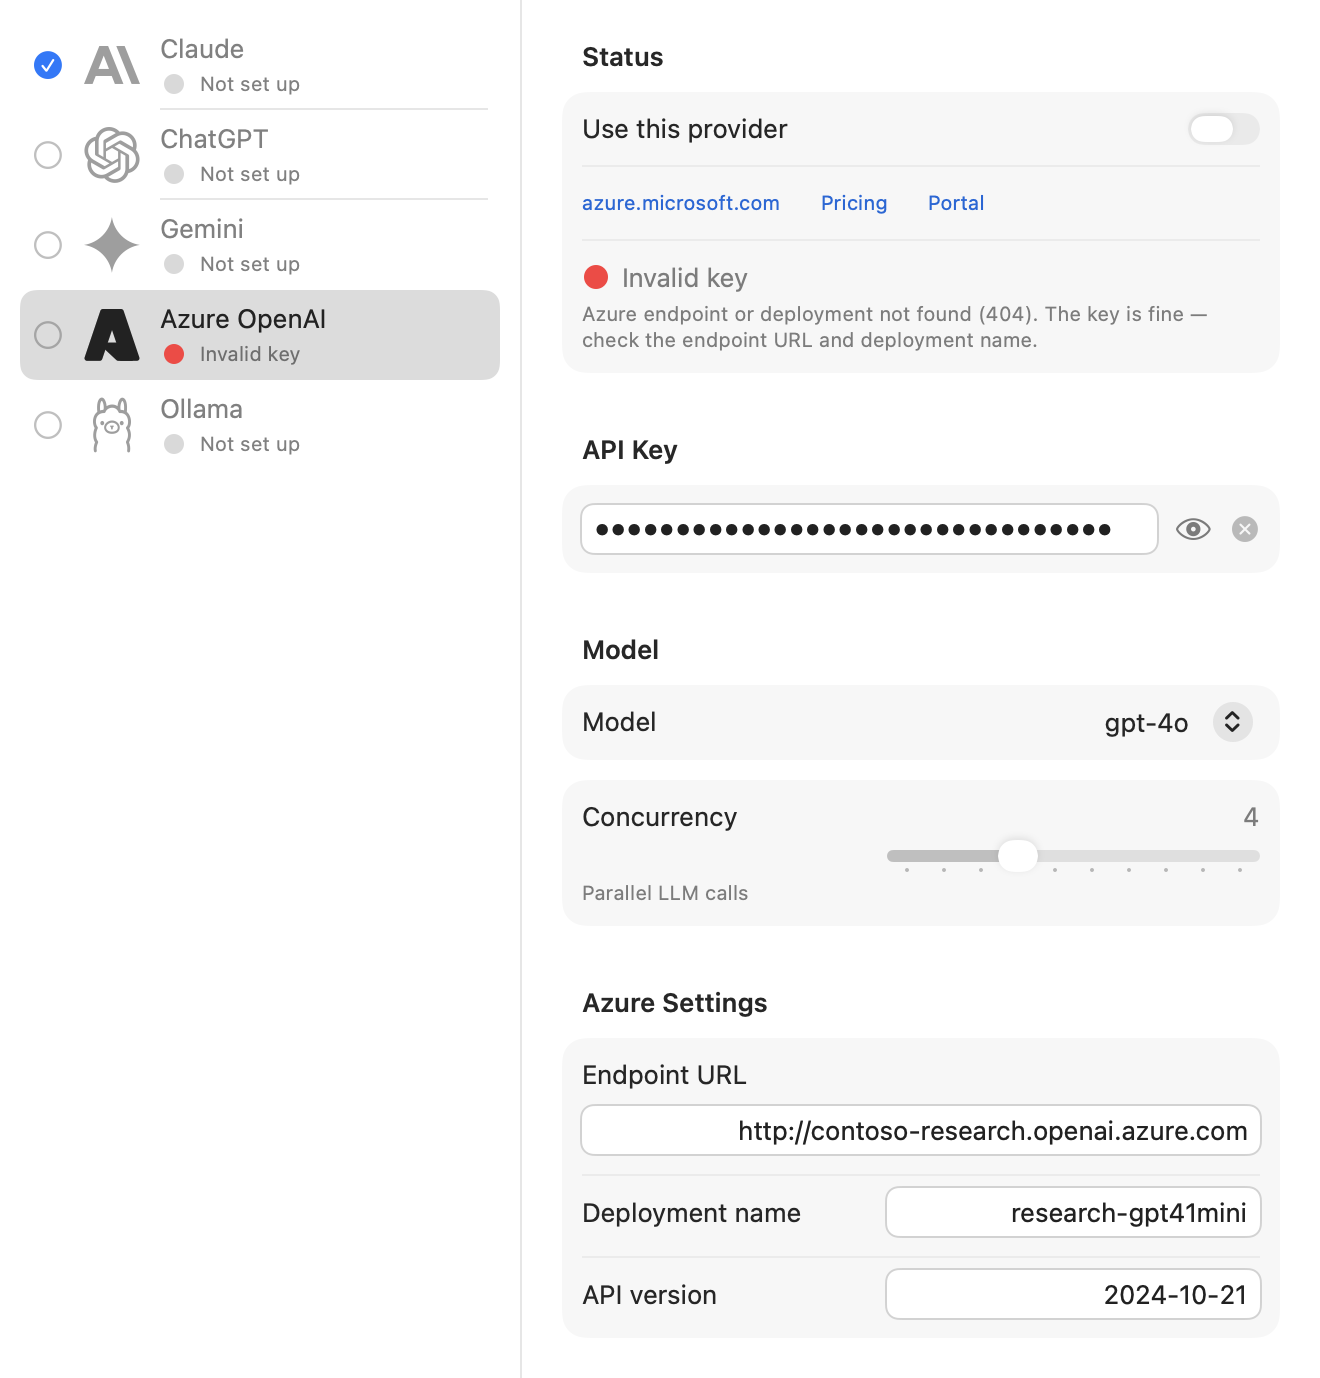 Claude
Not set up
ChatGPT
Not set up
Gemini
Not set up
Azure OpenAI
Invalid key
Ollama
Not set up
Status
Use this provider
azure.microsoft.com Pricing Portal
Invalid key
Azure endpoint or deployment not found (404). The key is fine —
check the endpoint URL and deployment name.
API Key
Model
Model gpt-4o
Concurrency 4
Parallel LLM calls
Azure Settings
Endpoint URL
http://contoso-research.openai.azure.com
Deployment name research-gpt41mini
API version 2024-10-21